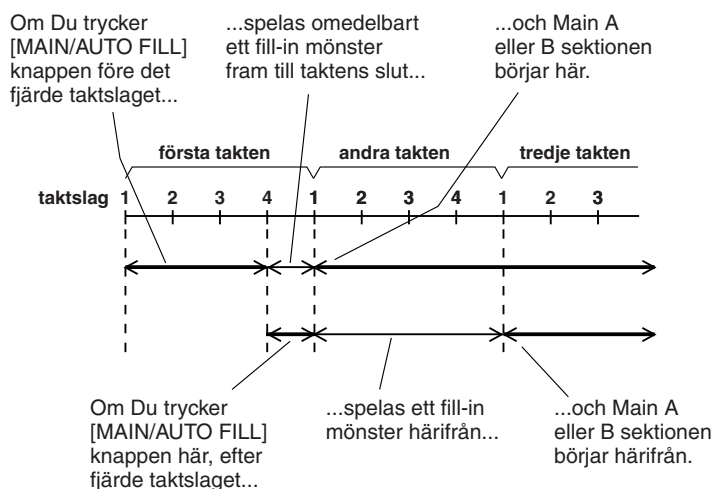 Om Du trycker
[MAIN/AUTO FILL]
knappen före det
fjärde taktslaget...
...spelas omedelbart
ett fill-in mönster
fram till taktens slut...
...och Main A
eller B sektionen
börjar här.
första takten andra takten tredje takten
taktslag 1 2 3 4 1 2 3 4 1 2 3
Om Du trycker
[MAIN/AUTO FILL]
knappen här, efter
fjärde taktslaget...
...spelas ett fill-in
mönster härifrån...
...och Main A
eller B sektionen
börjar härifrån.